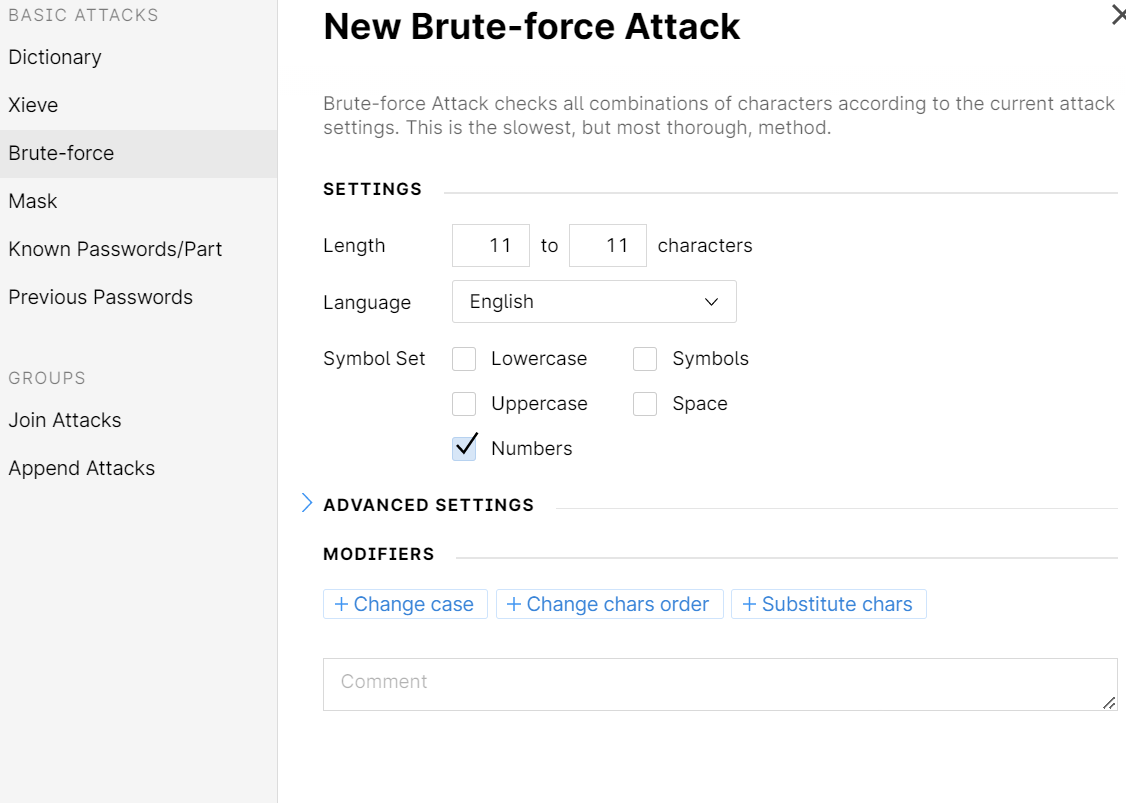 BASIC ATTACKS
Dictionary
Xieve
Brute-force
Mask
Known Passwords/Part
Previous Passwords
GROUPS
Join Attacks
Append Attacks
New Brute-force Attack
Brute-force Attack checks all combinations of characters according to the current attack
settings. This is the slowest, but most thorough, method.
SETTINGS
Length 11 to 11 characters
Language English
Symbol Set Lowercase Symbols
Uppercase Space
Numbers
ADVANCED SETTINGS
MODIFIERS
+ Change case + Change chars order + Substitute chars
Comment